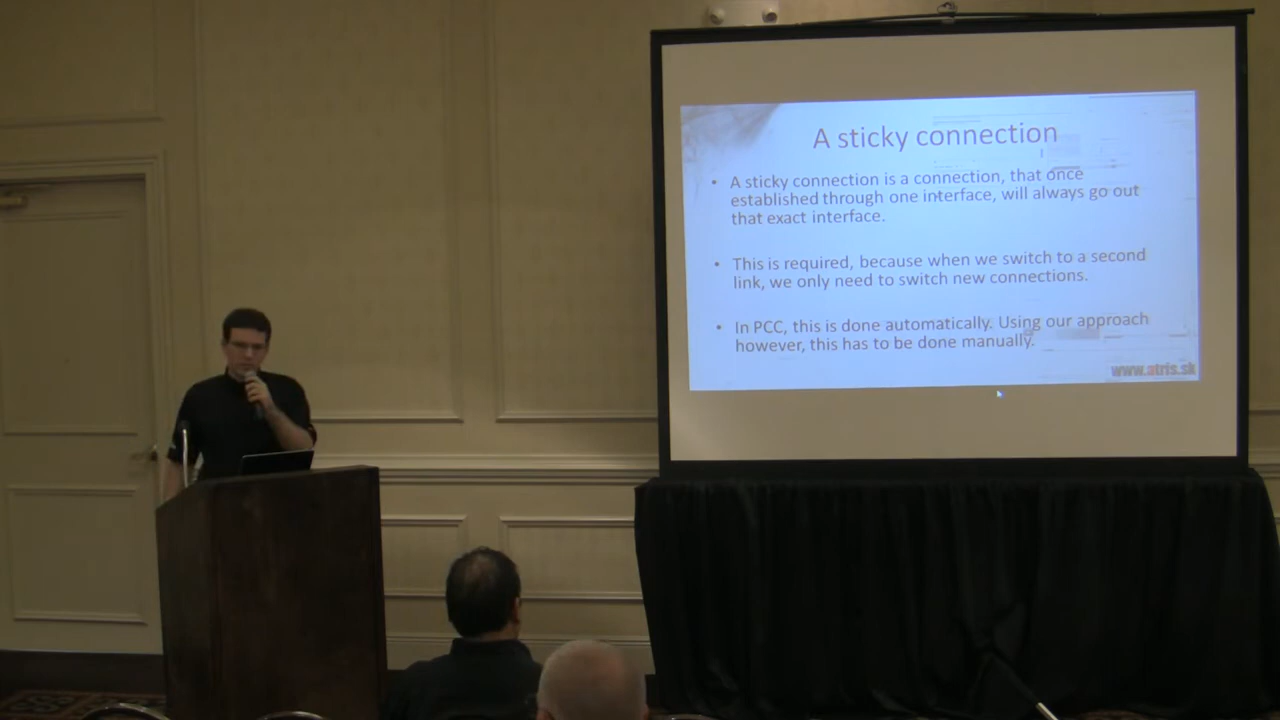 A sticky connection
• A sticky connection is a connection, that once
established through one interface, will always go out
that exact interface.
• This is required, because when we switch to a second
link, we only need to switch new connections.
• In PCC, this is done automatically. Using our approach
however, this has to be done manually.
www.atris.sk